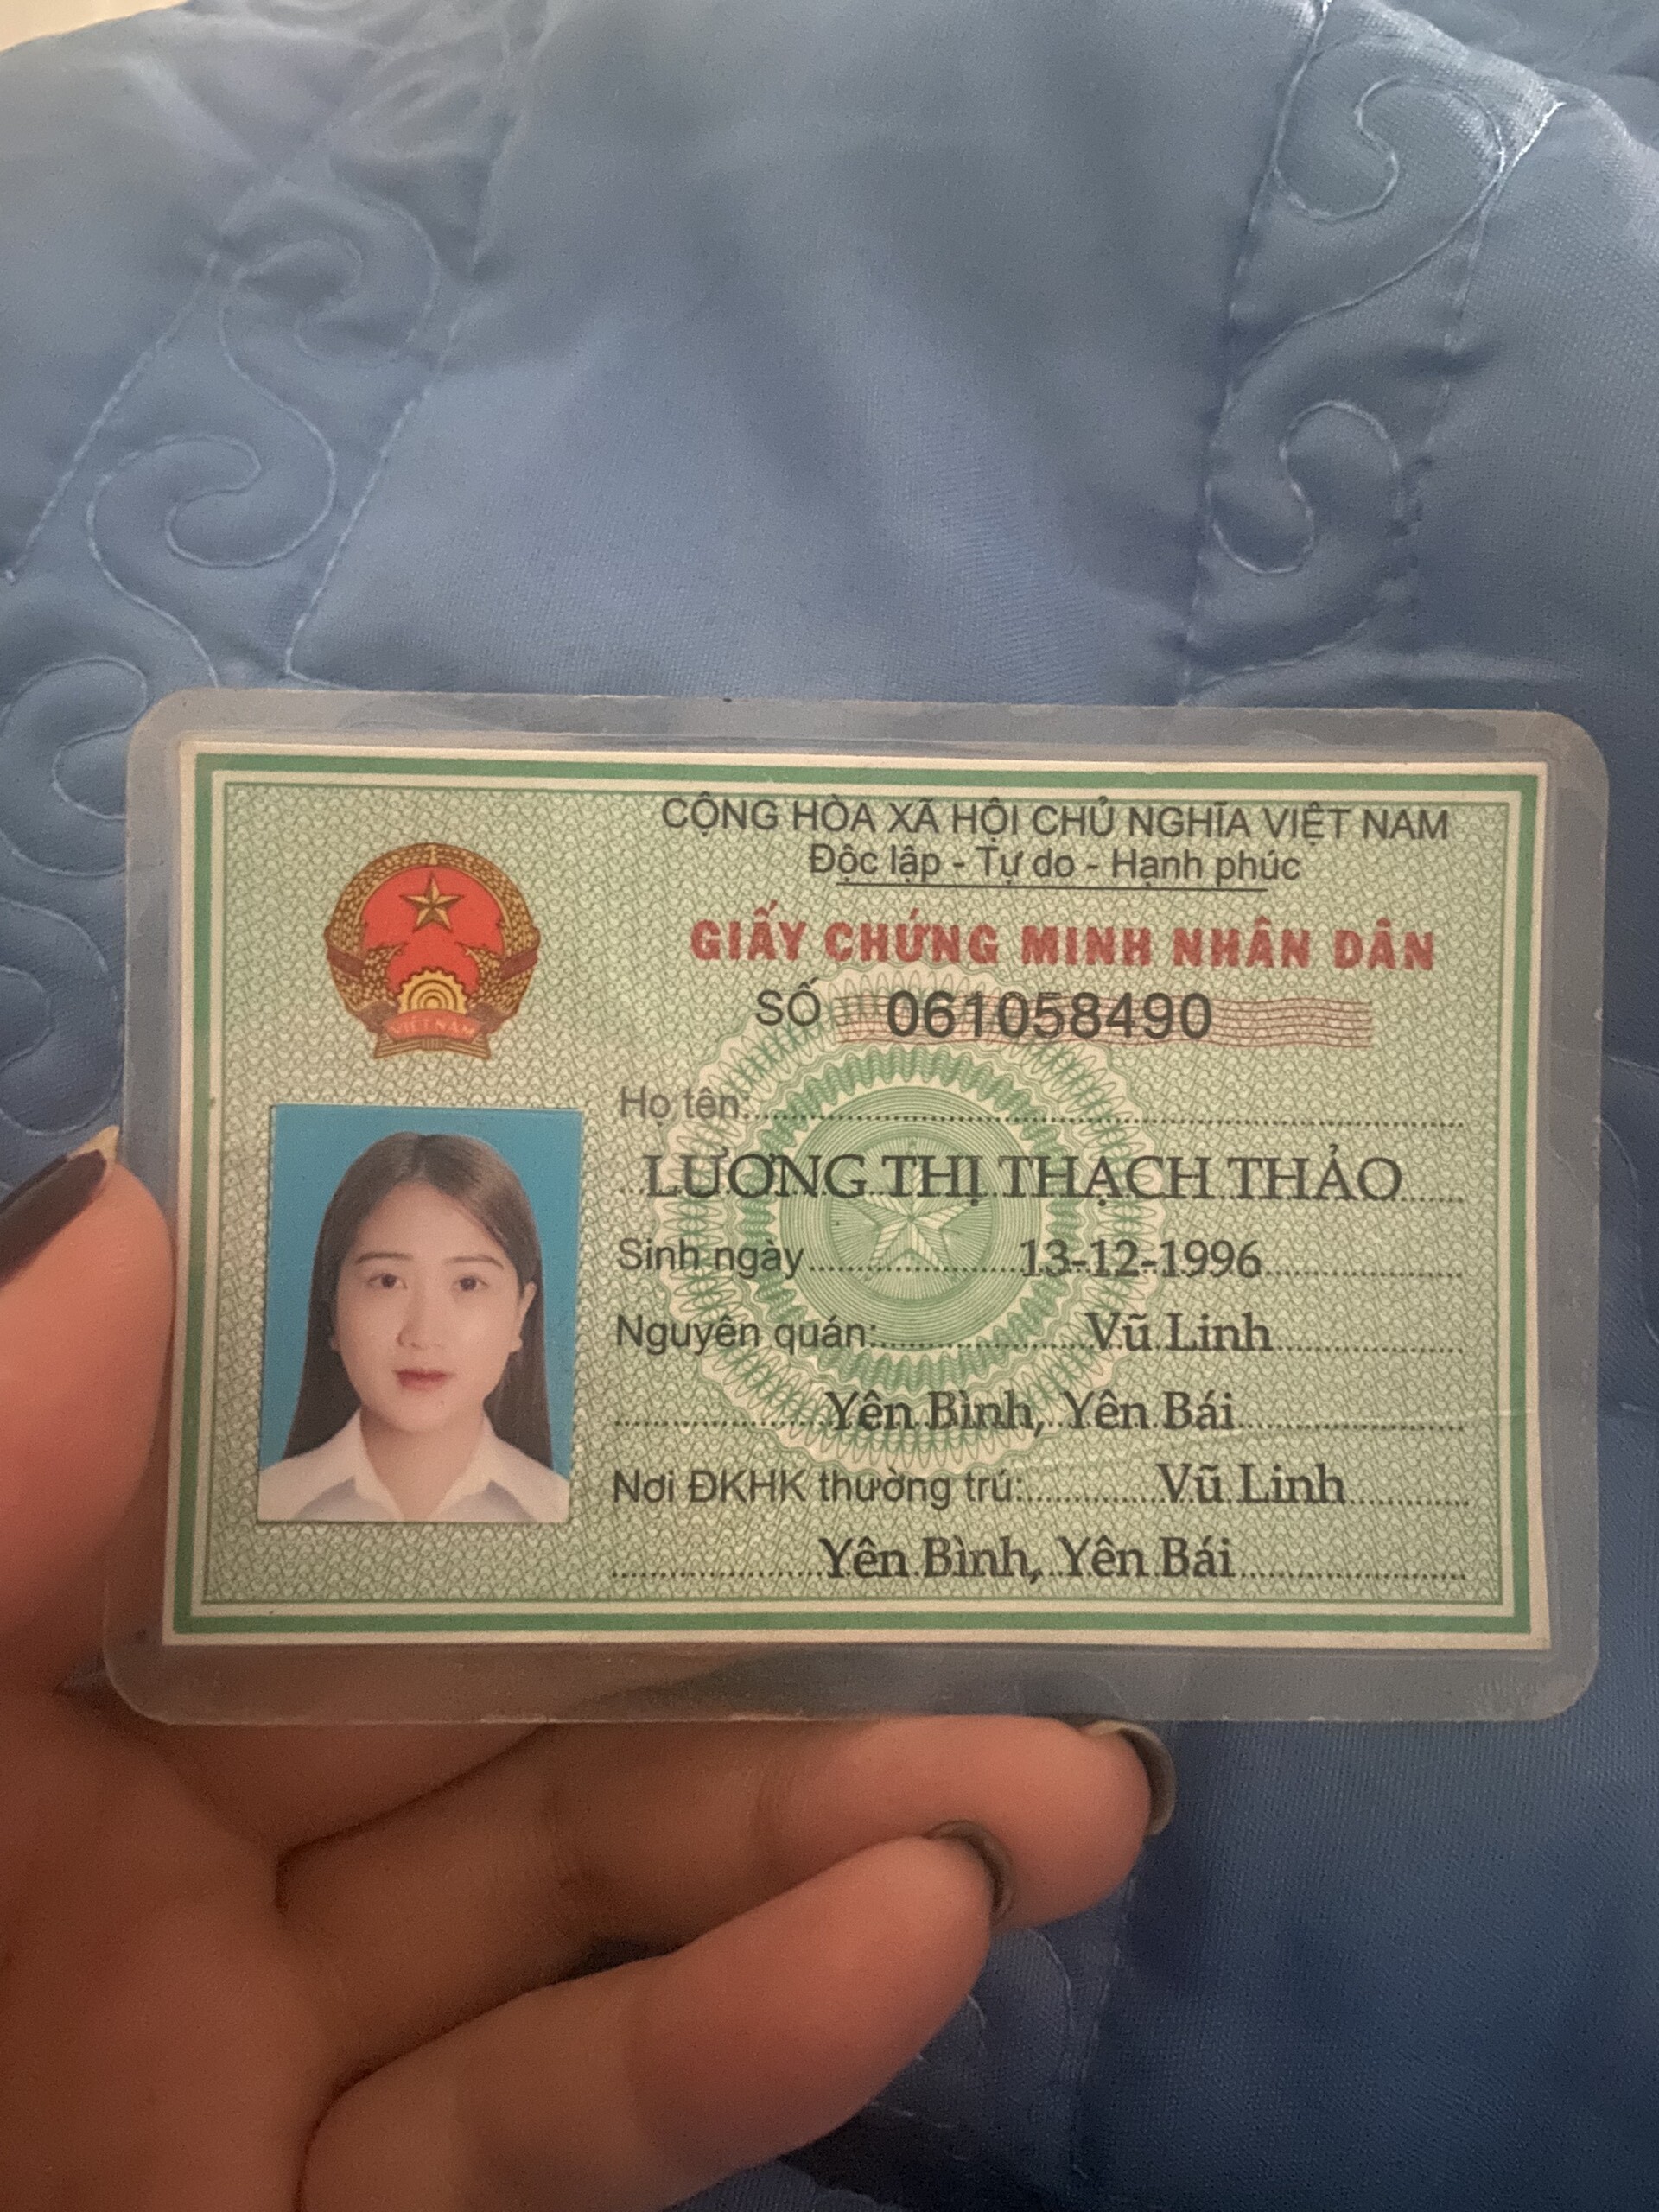 CỘNG HÒA XÃ HỘI CHỦ NGHĨA VIỆT NAM
Độc lập - Tự do - Hạnh phúc
GIẤY CHỨNG MINH NHÂN DÂN
SỐ 061058490
VIỆT NAM
Họ tên
LƯƠNG THỊ THẠCH THẢO
Sinh ngày 13-12-1996
Nguyên quán: Vũ Linh
Yên Bình, Yên Bái
Nơi ĐKHK thường trú: Vũ Linh
Yên Bình, Yên Bái